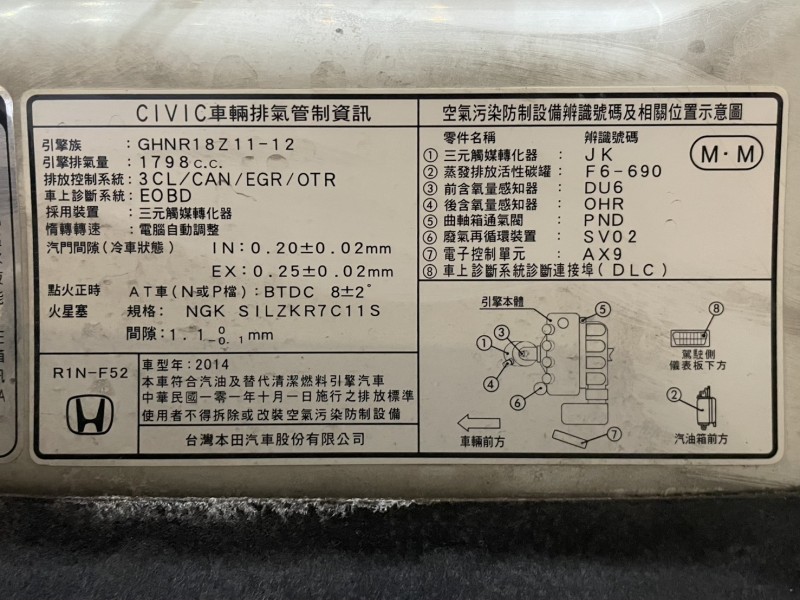 CIVIC車輛排氣管制資訊
引擎族 : GHNR18Z11-12
引擎排氣量 : 1798c.c.
排放控制系統 : 3CL/CAN/EGR/OTR
車上診斷系統 : EOBD
採用裝置 : 三元觸媒轉化器
惰轉轉速 : 電腦自動調整
汽門間隙(冷車狀態) IN:0.20±0.02mm
EX:0.25±0.02mm
點火正時 AT車(N或P檔):BTDC 8±2°
火星塞 規格: NGK SILZKR7C11S
間隙:1.1 0 -0.1 mm
R1N-F52
車型年:2014
本車符合汽油及替代清潔燃料引擎汽車
中華民國一〇一年十月一日施行之排放標準
使用者不得拆除或改裝空氣污染防制設備
台灣本田汽車股份有限公司
空氣污染防制設備辨識號碼及相關位置示意圖
零件名稱 辨識號碼
① 三元觸媒轉化器 : JK
② 蒸發排放活性碳罐 : F6-690
③ 前含氧量感知器 : DU6
④ 後含氧量感知器 : OHR
⑤ 曲軸箱通氣閥 : PND
⑥ 廢氣再循環裝置 : SV02
⑦ 電子控制單元 : AX9
⑧ 車上診斷系統診斷連接埠(DLC)
M·M
引擎本體
⑤
③
①
④
⑥
⑦
車輛前方
⑧
駕駛側
儀表板下方
②
汽油箱前方